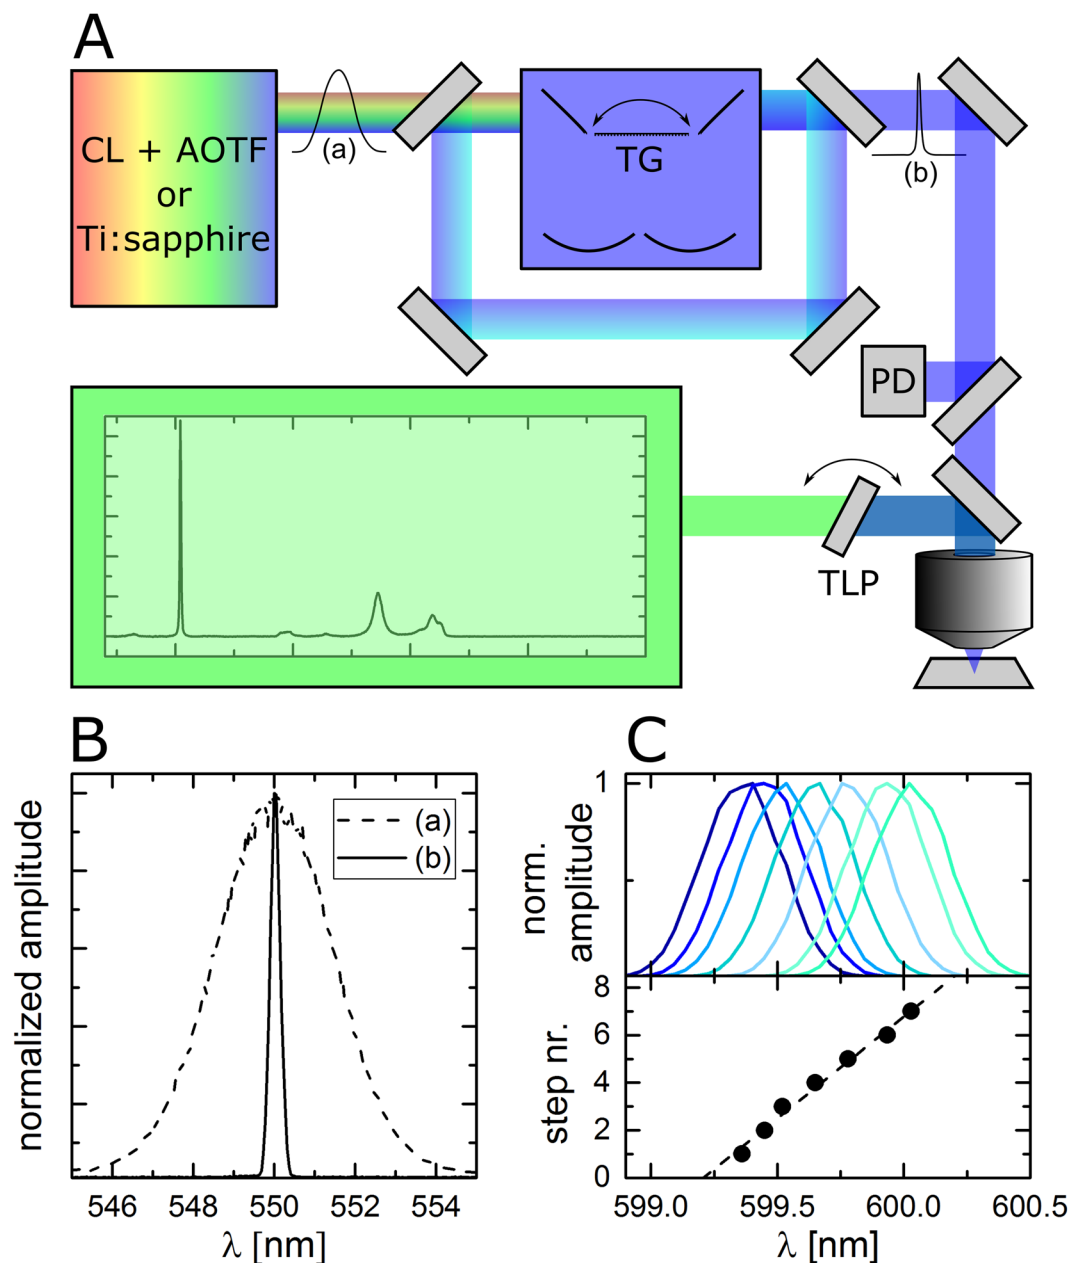 A
CL + AOTF
or
Ti:sapphire
(a)
TG
(b)
PD
TLP
B
normalized amplitude
(a)
(b)
546 548 550 552 554
λ [nm]
C
norm.
amplitude
1
step nr.
8
6
4
2
0
599.0 599.5 600.0 600.5
λ [nm]